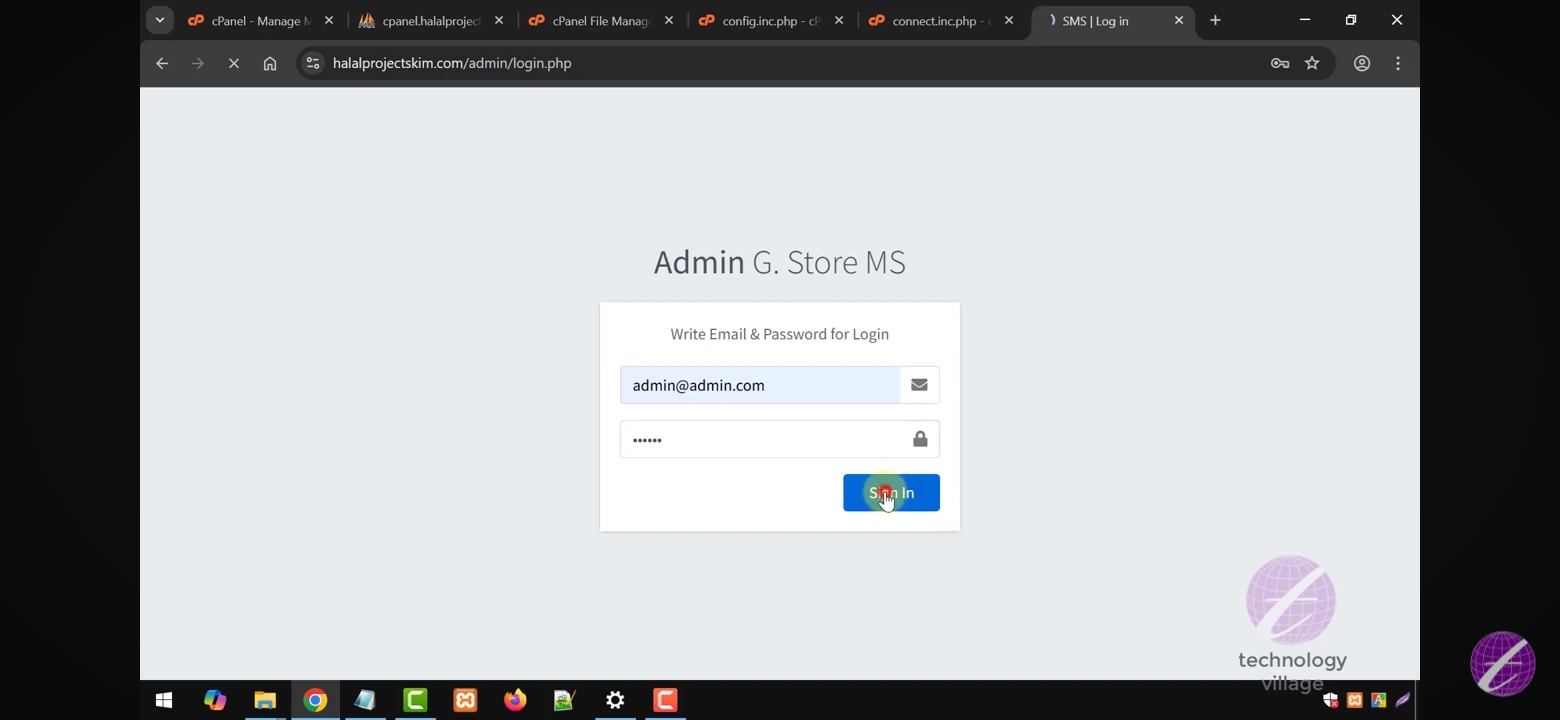 cPanel - Manage M
cpanel.halalproject
cPanel File Manag
config.inc.php - cP
connect.inc.php - c
SMS | Log in
halalprojectskim.com/admin/login.php
Admin G. Store MS
Write Email & Password for Login
admin@admin.com
••••••
Sign In
technology
village